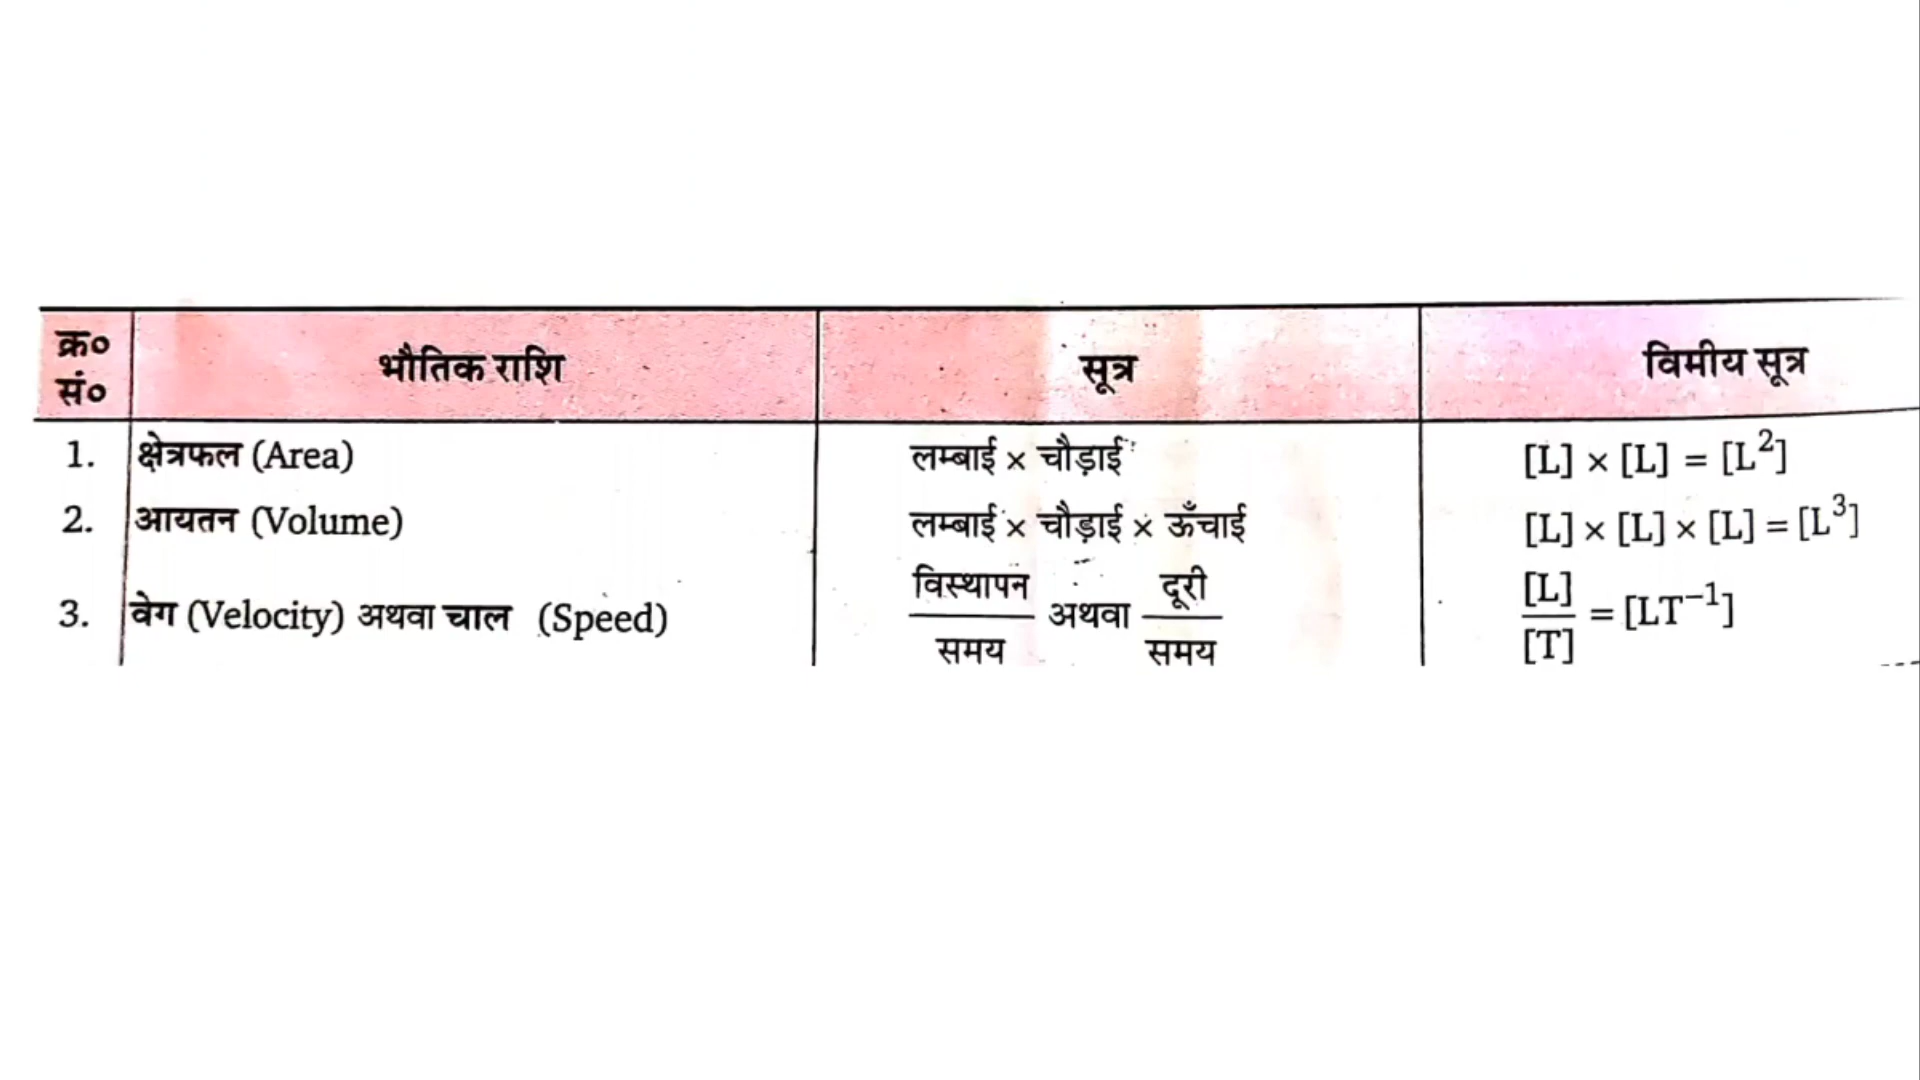 क्र० सं० भौतिक राशि सूत्र विमीय सूत्र
1. क्षेत्रफल (Area) लम्बाई × चौड़ाई [L] × [L] = [L²]
2. आयतन (Volume) लम्बाई × चौड़ाई × ऊँचाई [L] × [L] × [L] = [L³]
3. वेग (Velocity) अथवा चाल (Speed) विस्थापन/समय अथवा दूरी/समय [L]/[T] = [LT⁻¹]